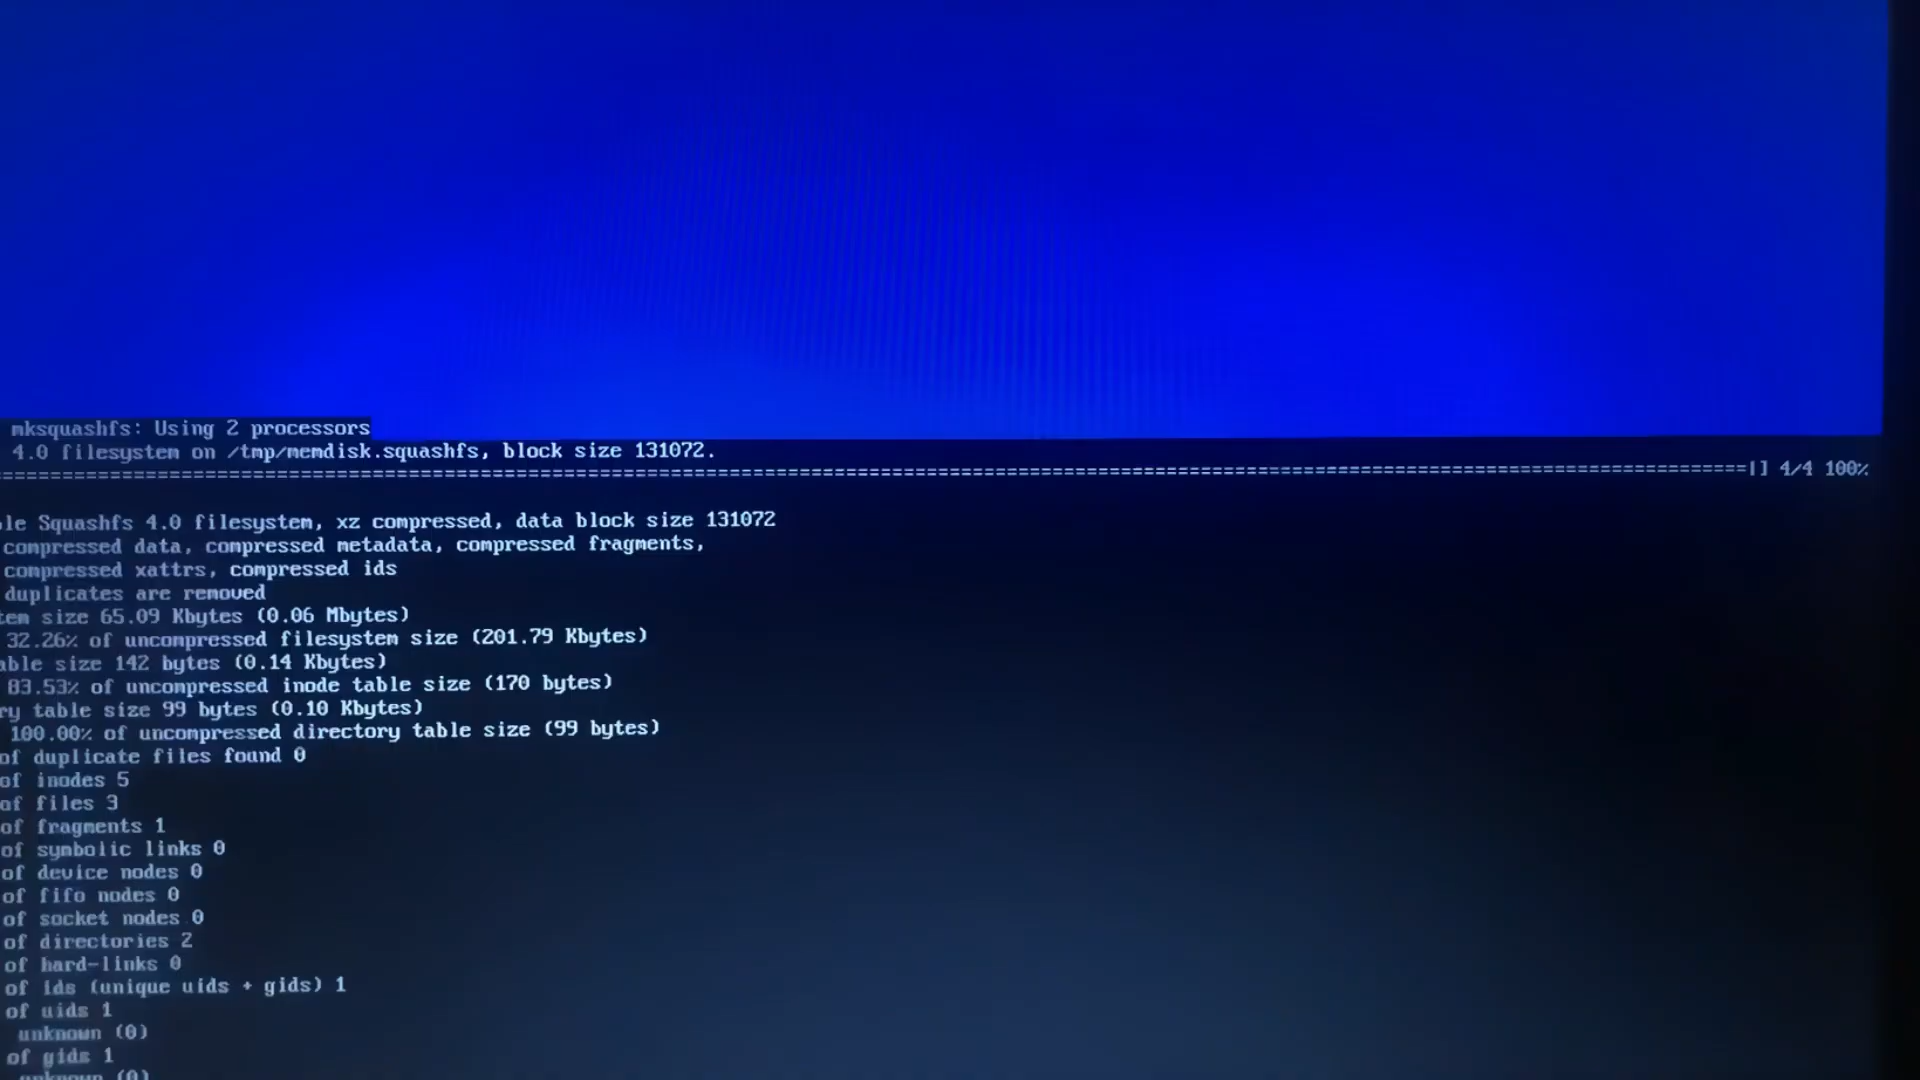 mksquashfs: Using 2 processors
4.0 filesystem on /tmp/memdisk.squashfs, block size 131072.
=====================================================================================================================================================|] 4/4 100%
le Squashfs 4.0 filesystem, xz compressed, data block size 131072
compressed data, compressed metadata, compressed fragments,
compressed xattrs, compressed ids
duplicates are removed
tem size 65.09 Kbytes (0.06 Mbytes)
32.26% of uncompressed filesystem size (201.79 Kbytes)
able size 142 bytes (0.14 Kbytes)
83.53% of uncompressed inode table size (170 bytes)
ry table size 99 bytes (0.10 Kbytes)
100.00% of uncompressed directory table size (99 bytes)
of duplicate files found 0
of inodes 5
of files 3
of fragments 1
of symbolic links 0
of device nodes 0
of fifo nodes 0
of socket nodes 0
of directories 2
of hard-links 0
of ids (unique uids + gids) 1
of uids 1
unknown (0)
of gids 1
unknown (0)